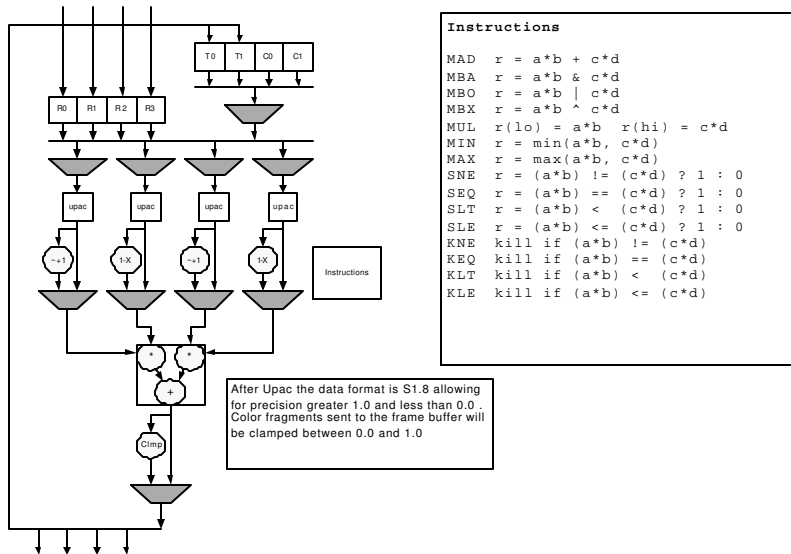 T0 T1 C0 C1
R0 R1 R2 R3
upac upac upac upac
~+1 1-X ~+1 1-X
Instructions
* *
+
Clmp
After Upac the data format is S1.8 allowing
for precision greater 1.0 and less than 0.0 .
Color fragments sent to the frame buffer will
be clamped between 0.0 and 1.0
Instructions
MAD r = a*b + c*d
MBA r = a*b & c*d
MBO r = a*b | c*d
MBX r = a*b ^ c*d
MUL r(lo) = a*b r(hi) = c*d
MIN r = min(a*b, c*d)
MAX r = max(a*b, c*d)
SNE r = (a*b) != (c*d) ? 1 : 0
SEQ r = (a*b) == (c*d) ? 1 : 0
SLT r = (a*b) < (c*d) ? 1 : 0
SLE r = (a*b) <= (c*d) ? 1 : 0
KNE kill if (a*b) != (c*d)
KEQ kill if (a*b) == (c*d)
KLT kill if (a*b) < (c*d)
KLE kill if (a*b) <= (c*d)